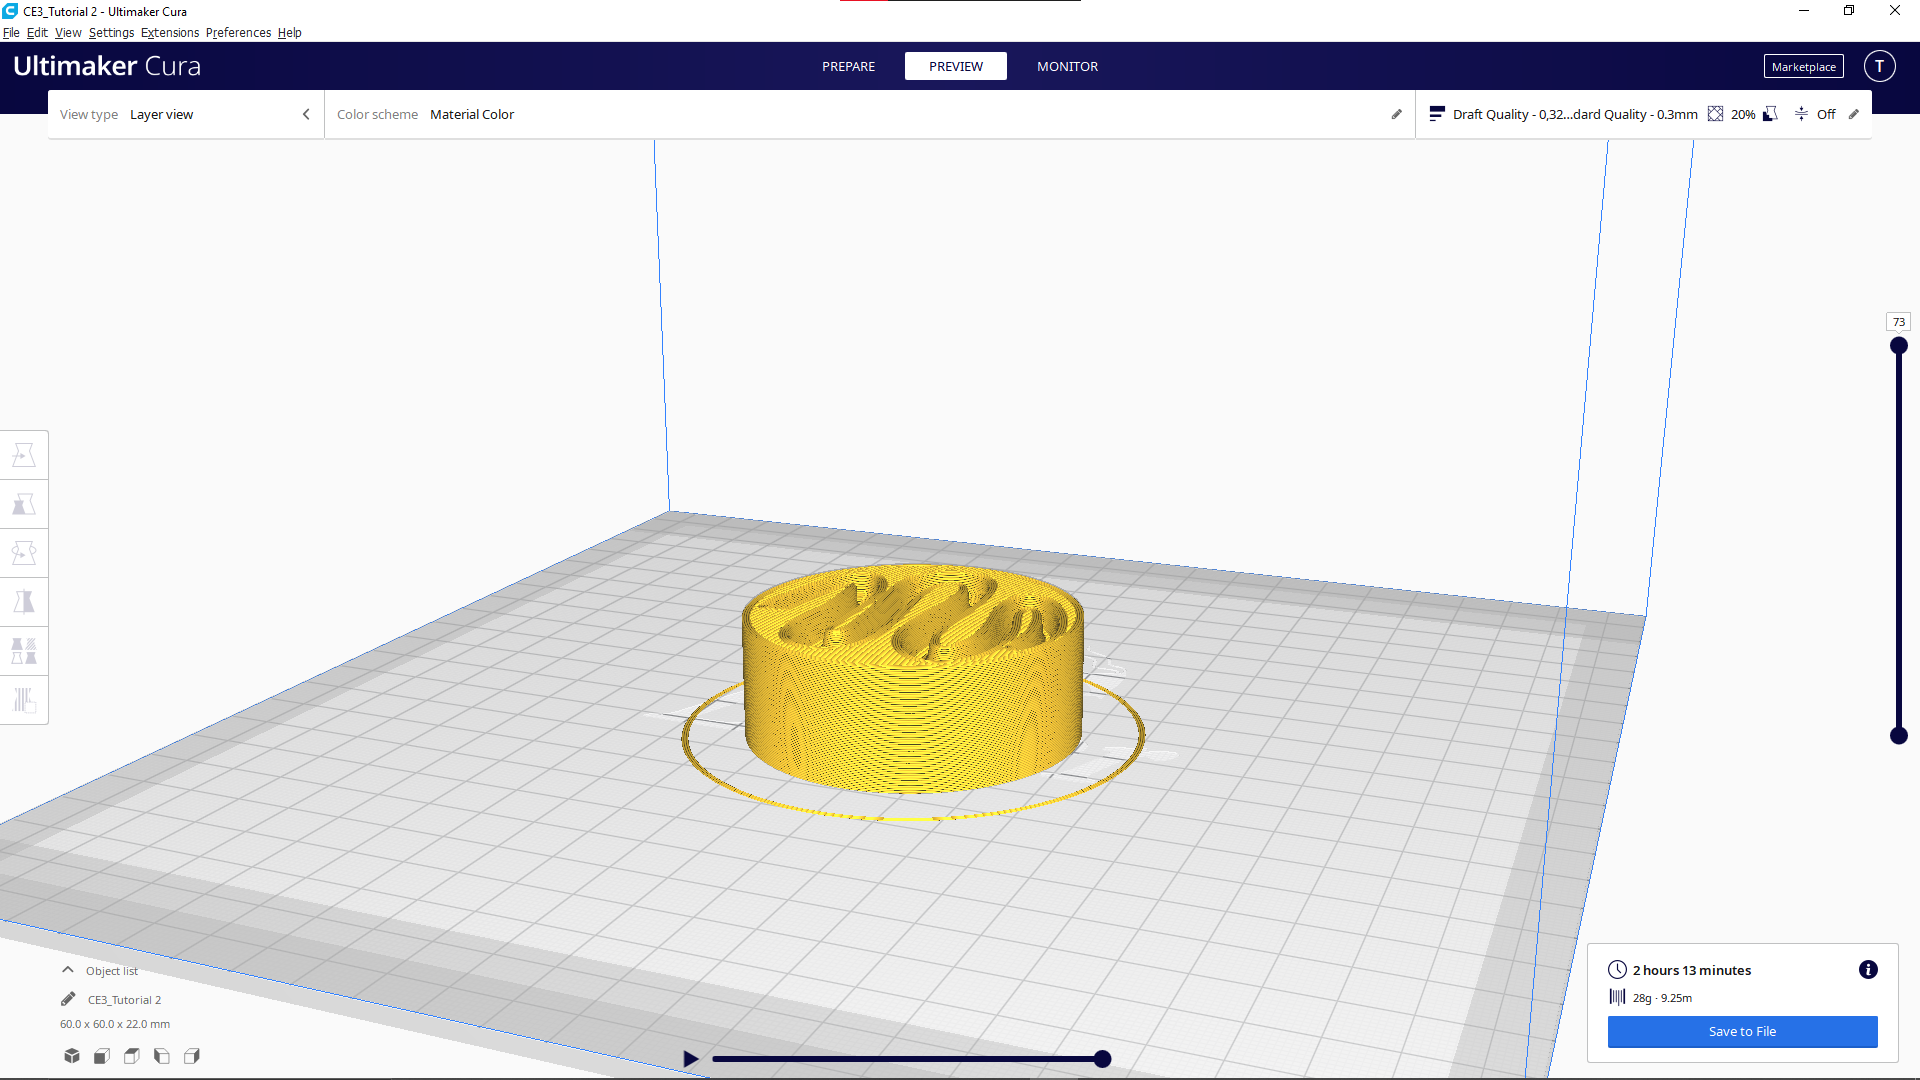 CE3_Tutorial 2 - Ultimaker Cura
File Edit View Settings Extensions Preferences Help
Ultimaker Cura
PREPARE PREVIEW MONITOR
Marketplace T
View type Layer view
Color scheme Material Color
Draft Quality - 0,32...dard Quality - 0.3mm 20% Off
73
Object list
CE3_Tutorial 2
60.0 x 60.0 x 22.0 mm
2 hours 13 minutes
28g · 9.25m
Save to File